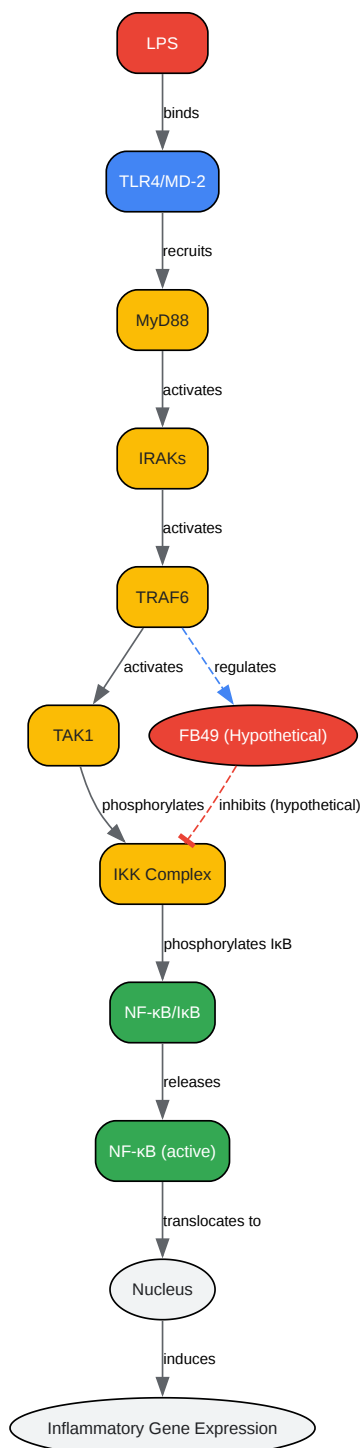 LPS
binds
TLR4/MD-2
recruits
MyD88
activates
IRAKs
activates
TRAF6
activates
regulates
TAK1
FB49 (Hypothetical)
phosphorylates
inhibits (hypothetical)
IKK Complex
phosphorylates IκB
NF-κB/IκB
releases
NF-κB (active)
translocates to
Nucleus
induces
Inflammatory Gene Expression